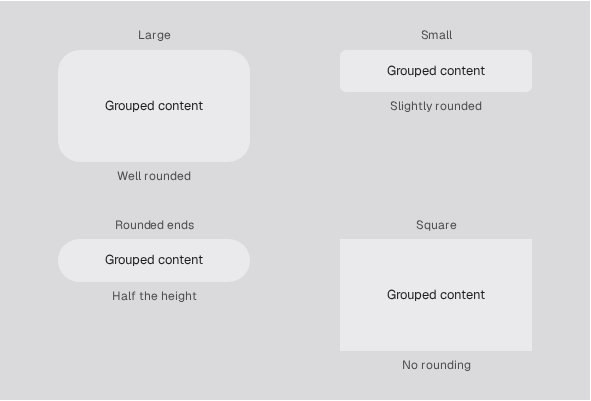 Large
Grouped content
Well rounded
Small
Grouped content
Slightly rounded
Rounded ends
Grouped content
Half the height
Square
Grouped content
No rounding